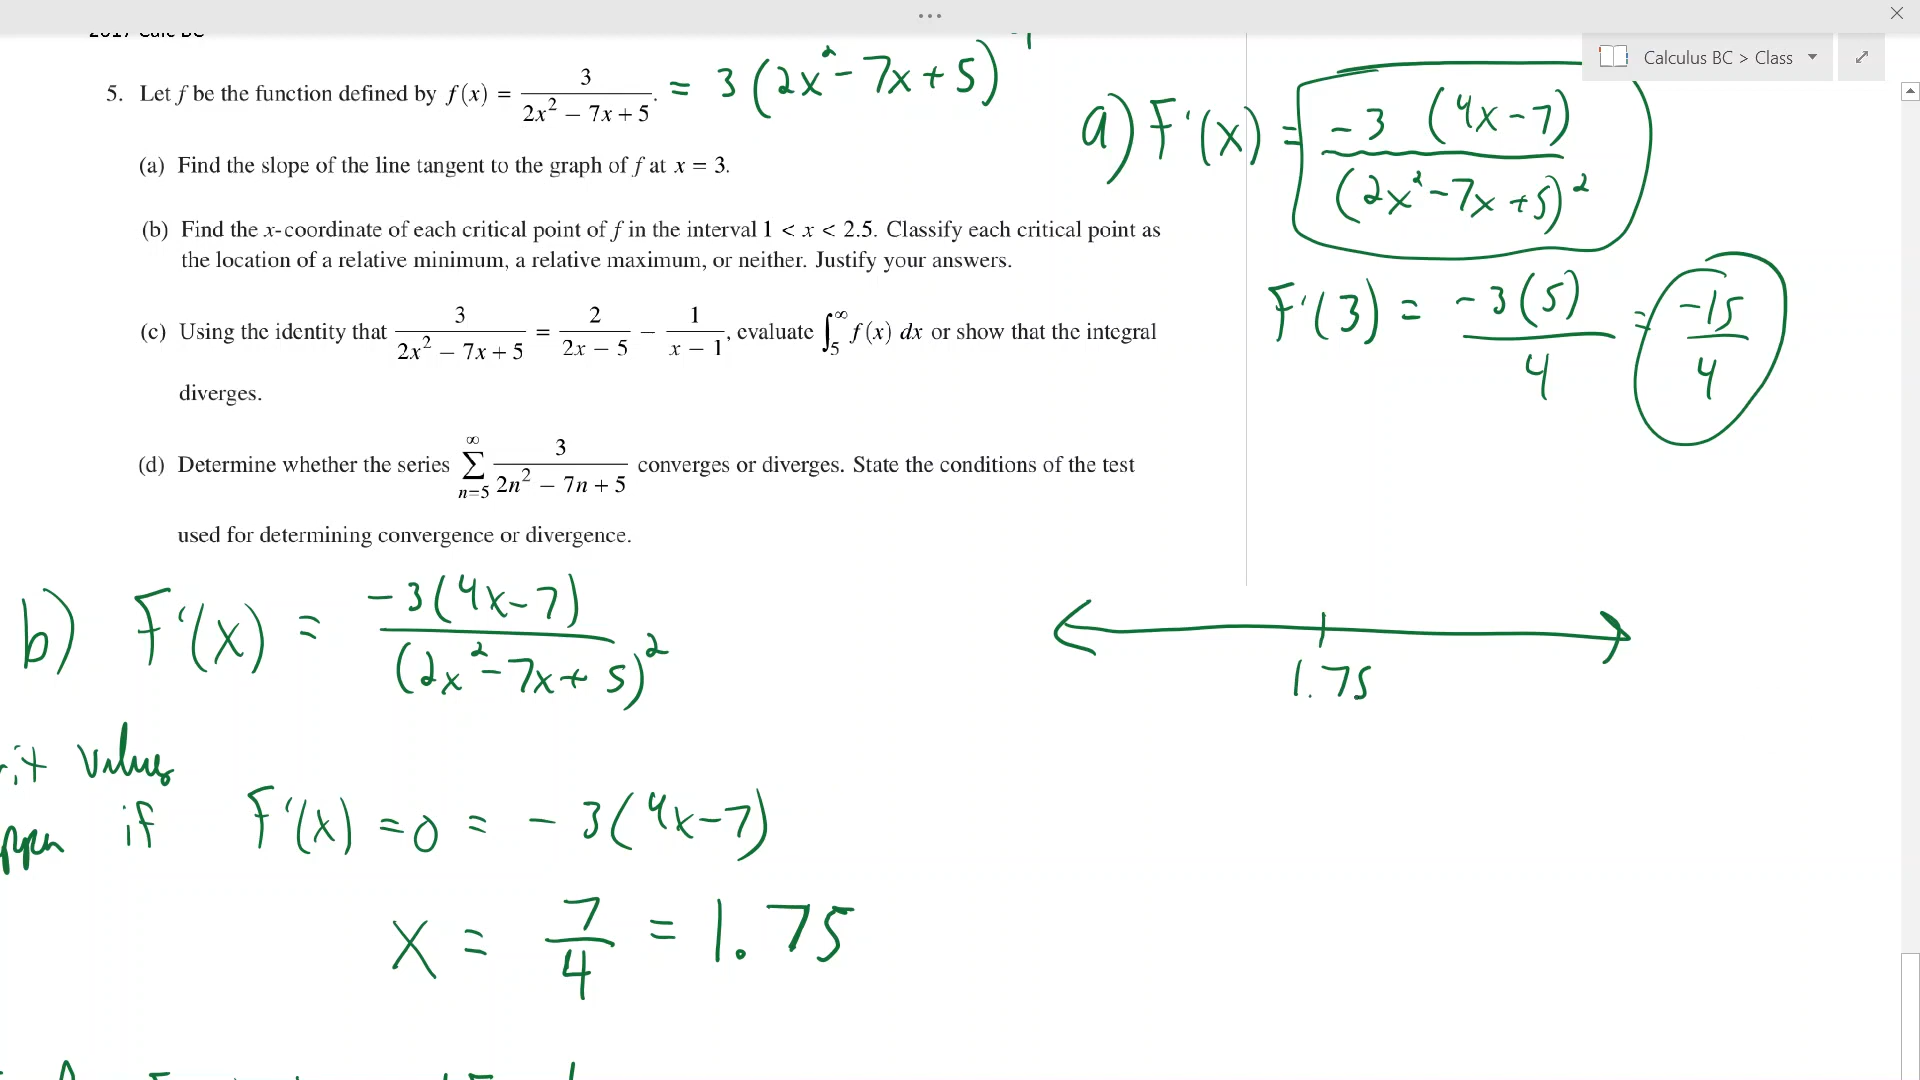 Calculus BC > Class
5. Let f be the function defined by f(x) = 3/(2x² − 7x + 5). = 3(2x² − 7x + 5)
(a) Find the slope of the line tangent to the graph of f at x = 3.
(b) Find the x-coordinate of each critical point of f in the interval 1 < x < 2.5. Classify each critical point as
the location of a relative minimum, a relative maximum, or neither. Justify your answers.
(c) Using the identity that 3/(2x² − 7x + 5) = 2/(2x − 5) − 1/(x − 1), evaluate ∫₅^∞ f(x) dx or show that the integral
diverges.
(d) Determine whether the series ∑_{n=5}^∞ 3/(2n² − 7n + 5) converges or diverges. State the conditions of the test
used for determining convergence or divergence.
a) F'(x) = −3 (4x−7)/(2x²−7x+5)²
F'(3) = −3(5)/4 = −15/4
b) F'(x) = −3(4x−7)/(2x²−7x+5)²
1.75
values
if F'(x) = 0 = −3(4x−7)
x = 7/4 = 1.75